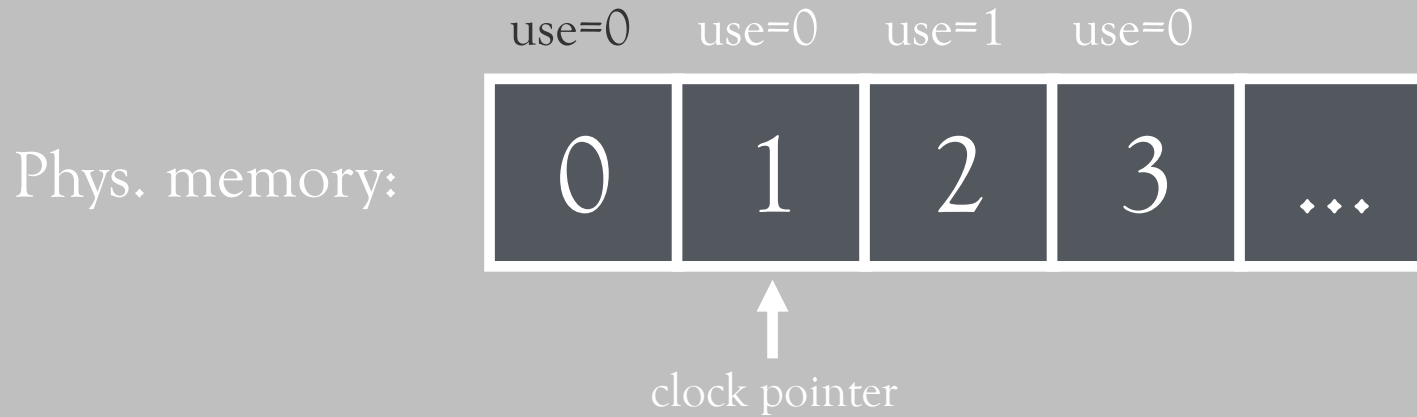 use=0 use=0 use=1 use=0
Phys. memory: 0 1 2 3 ...
clock pointer